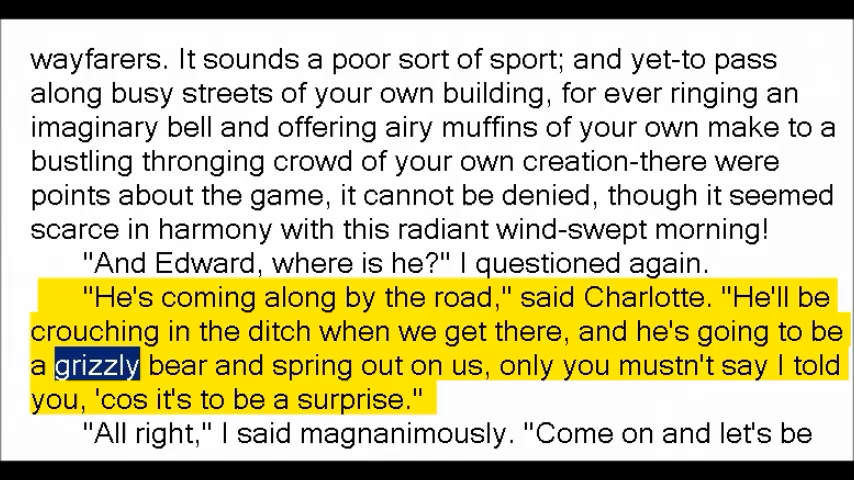 wayfarers. It sounds a poor sort of sport; and yet-to pass
along busy streets of your own building, for ever ringing an
imaginary bell and offering airy muffins of your own make to a
bustling thronging crowd of your own creation-there were
points about the game, it cannot be denied, though it seemed
scarce in harmony with this radiant wind-swept morning!
"And Edward, where is he?" I questioned again.
"He's coming along by the road," said Charlotte. "He'll be
crouching in the ditch when we get there, and he's going to be
a grizzly bear and spring out on us, only you mustn't say I told
you, 'cos it's to be a surprise."
"All right," I said magnanimously. "Come on and let's be